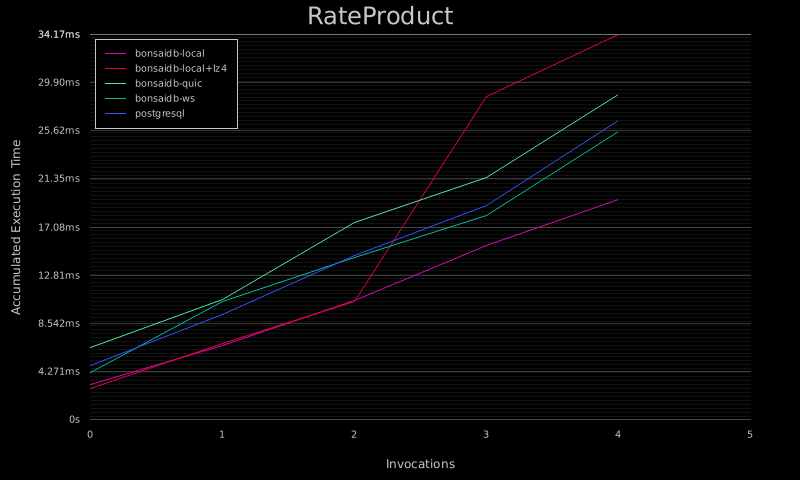 RateProduct
34.17ms
29.90ms
25.62ms
21.35ms
17.08ms
12.81ms
8.542ms
4.271ms
0s
bonsaidb-local
bonsaidb-local+lz4
bonsaidb-quic
bonsaidb-ws
postgresql
Accumulated Execution Time
0 1 2 3 4 5
Invocations